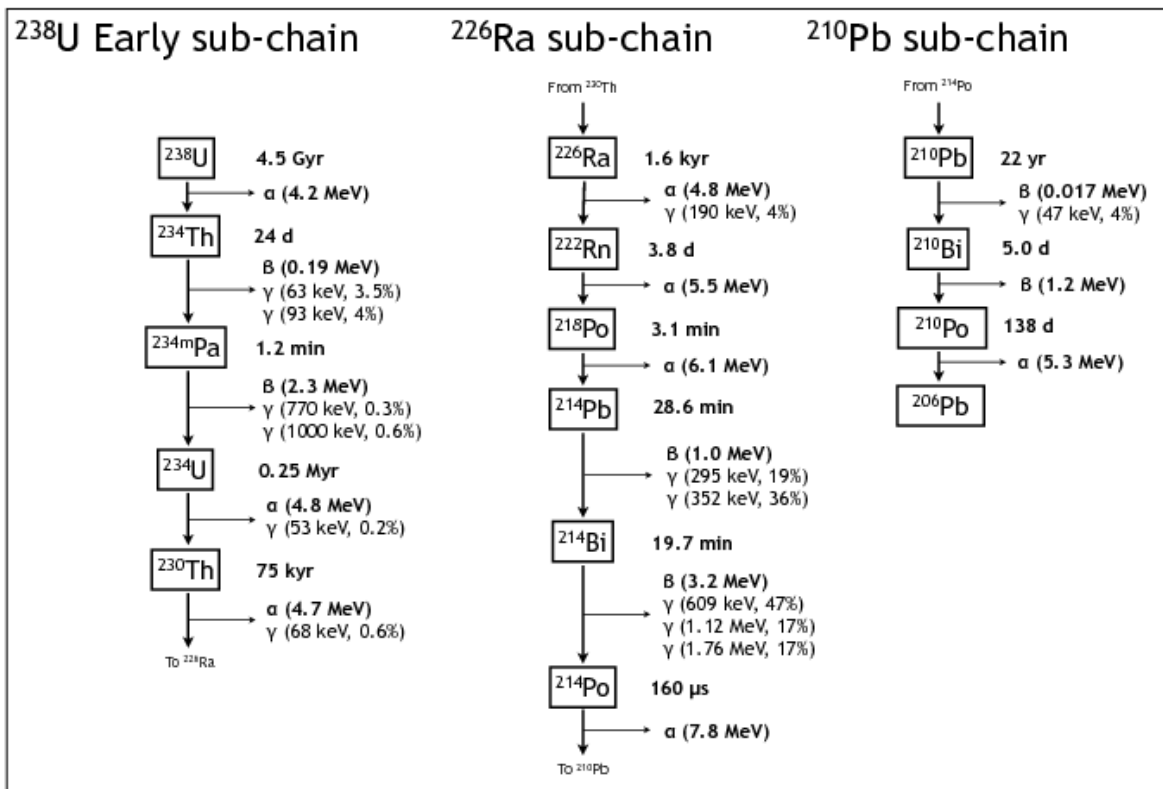 ²³⁸U Early sub-chain
²³⁸U
4.5 Gyr
α (4.2 MeV)
²³⁴Th
24 d
β (0.19 MeV)
γ (63 keV, 3.5%)
γ (93 keV, 4%)
²³⁴ᵐPa
1.2 min
β (2.3 MeV)
γ (770 keV, 0.3%)
γ (1000 keV, 0.6%)
²³⁴U
0.25 Myr
α (4.8 MeV)
γ (53 keV, 0.2%)
²³⁰Th
75 kyr
α (4.7 MeV)
γ (68 keV, 0.6%)
To ²²⁸Ra
²²⁶Ra sub-chain
From ²³⁰Th
²²⁶Ra
1.6 kyr
α (4.8 MeV)
γ (190 keV, 4%)
²²²Rn
3.8 d
α (5.5 MeV)
²¹⁸Po
3.1 min
α (6.1 MeV)
²¹⁴Pb
28.6 min
β (1.0 MeV)
γ (295 keV, 19%)
γ (352 keV, 36%)
²¹⁴Bi
19.7 min
β (3.2 MeV)
γ (609 keV, 47%)
γ (1.12 MeV, 17%)
γ (1.76 MeV, 17%)
²¹⁴Po
160 μs
α (7.8 MeV)
To ²¹⁰Pb
²¹⁰Pb sub-chain
From ²¹⁴Po
²¹⁰Pb
22 yr
β (0.017 MeV)
γ (47 keV, 4%)
²¹⁰Bi
5.0 d
β (1.2 MeV)
²¹⁰Po
138 d
α (5.3 MeV)
²⁰⁶Pb